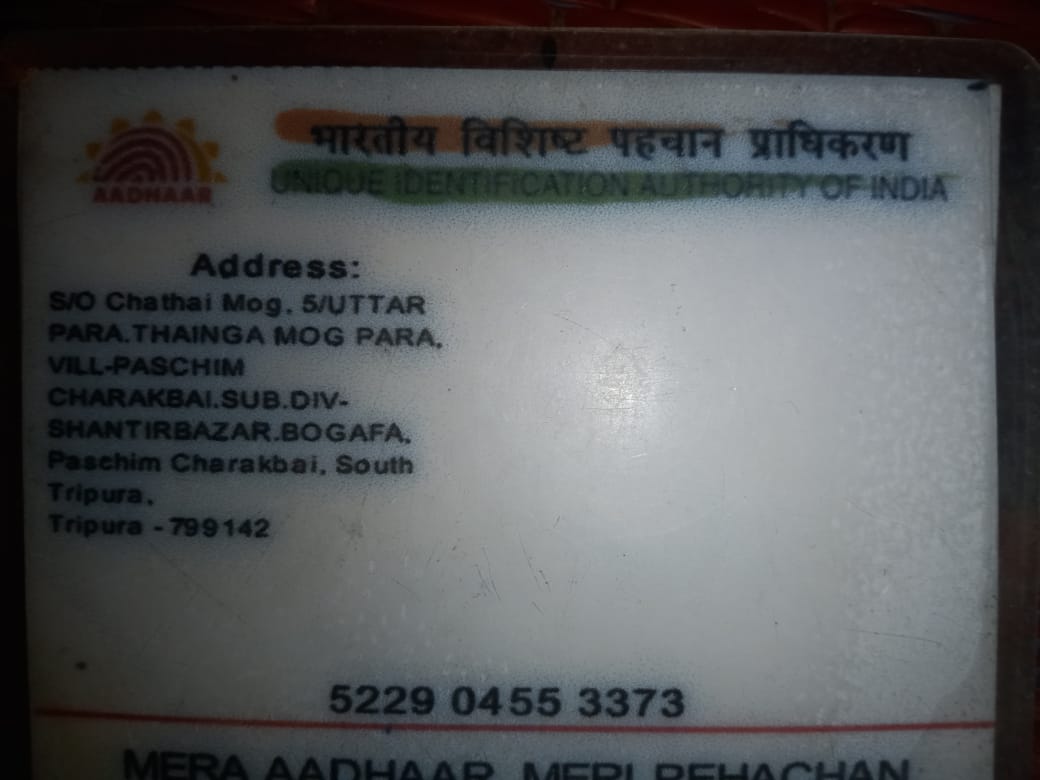 भारतीय विशिष्ट पहचान प्राधिकरण
AADHAAR
UNIQUE IDENTIFICATION AUTHORITY OF INDIA
Address:
S/O Chathai Mog, 5/UTTAR
PARA.THAINGA MOG PARA,
VILL-PASCHIM
CHARAKBAI.SUB.DIV-
SHANTIRBAZAR.BOGAFA,
Paschim Charakbai, South
Tripura,
Tripura - 799142
5229 0455 3373
MERA AADHAAR, MERI PEHACHAN